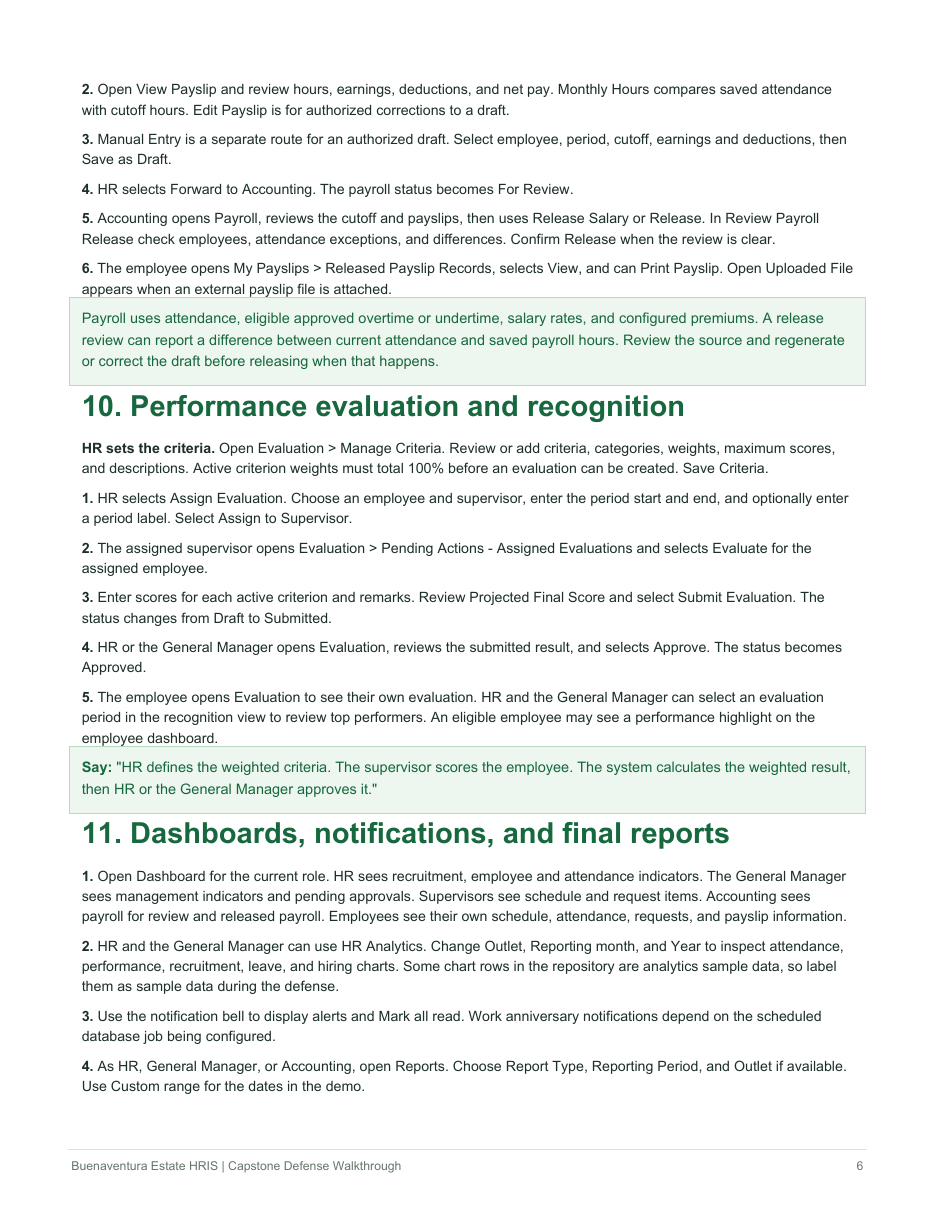 2. Open View Payslip and review hours, earnings, deductions, and net pay. Monthly Hours compares saved attendance
with cutoff hours. Edit Payslip is for authorized corrections to a draft.
3. Manual Entry is a separate route for an authorized draft. Select employee, period, cutoff, earnings and deductions, then
Save as Draft.
4. HR selects Forward to Accounting. The payroll status becomes For Review.
5. Accounting opens Payroll, reviews the cutoff and payslips, then uses Release Salary or Release. In Review Payroll
Release check employees, attendance exceptions, and differences. Confirm Release when the review is clear.
6. The employee opens My Payslips > Released Payslip Records, selects View, and can Print Payslip. Open Uploaded File
appears when an external payslip file is attached.
Payroll uses attendance, eligible approved overtime or undertime, salary rates, and configured premiums. A release
review can report a difference between current attendance and saved payroll hours. Review the source and regenerate
or correct the draft before releasing when that happens.
10. Performance evaluation and recognition
HR sets the criteria. Open Evaluation > Manage Criteria. Review or add criteria, categories, weights, maximum scores,
and descriptions. Active criterion weights must total 100% before an evaluation can be created. Save Criteria.
1. HR selects Assign Evaluation. Choose an employee and supervisor, enter the period start and end, and optionally enter
a period label. Select Assign to Supervisor.
2. The assigned supervisor opens Evaluation > Pending Actions - Assigned Evaluations and selects Evaluate for the
assigned employee.
3. Enter scores for each active criterion and remarks. Review Projected Final Score and select Submit Evaluation. The
status changes from Draft to Submitted.
4. HR or the General Manager opens Evaluation, reviews the submitted result, and selects Approve. The status becomes
Approved.
5. The employee opens Evaluation to see their own evaluation. HR and the General Manager can select an evaluation
period in the recognition view to review top performers. An eligible employee may see a performance highlight on the
employee dashboard.
Say: "HR defines the weighted criteria. The supervisor scores the employee. The system calculates the weighted result,
then HR or the General Manager approves it."
11. Dashboards, notifications, and final reports
1. Open Dashboard for the current role. HR sees recruitment, employee and attendance indicators. The General Manager
sees management indicators and pending approvals. Supervisors see schedule and request items. Accounting sees
payroll for review and released payroll. Employees see their own schedule, attendance, requests, and payslip information.
2. HR and the General Manager can use HR Analytics. Change Outlet, Reporting month, and Year to inspect attendance,
performance, recruitment, leave, and hiring charts. Some chart rows in the repository are analytics sample data, so label
them as sample data during the defense.
3. Use the notification bell to display alerts and Mark all read. Work anniversary notifications depend on the scheduled
database job being configured.
4. As HR, General Manager, or Accounting, open Reports. Choose Report Type, Reporting Period, and Outlet if available.
Use Custom range for the dates in the demo.
Buenaventura Estate HRIS | Capstone Defense Walkthrough
6